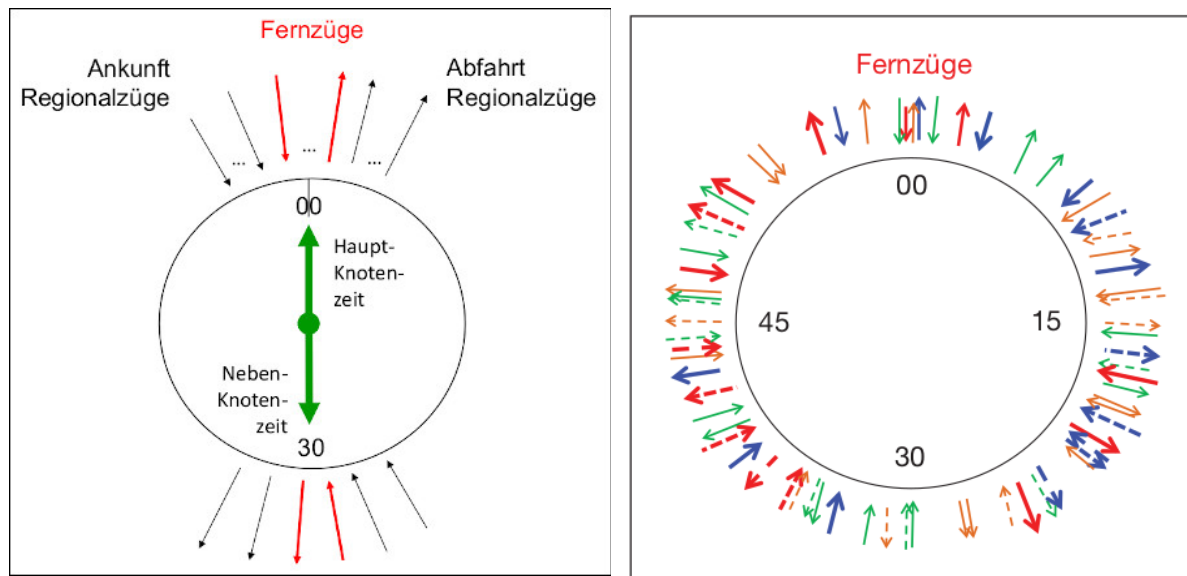 Fernzüge
Ankunft
Regionalzüge
Abfahrt
Regionalzüge
...
...
...
00
Haupt-
Knoten-
zeit
Neben-
Knoten-
zeit
30
Fernzüge
00
45
15
30